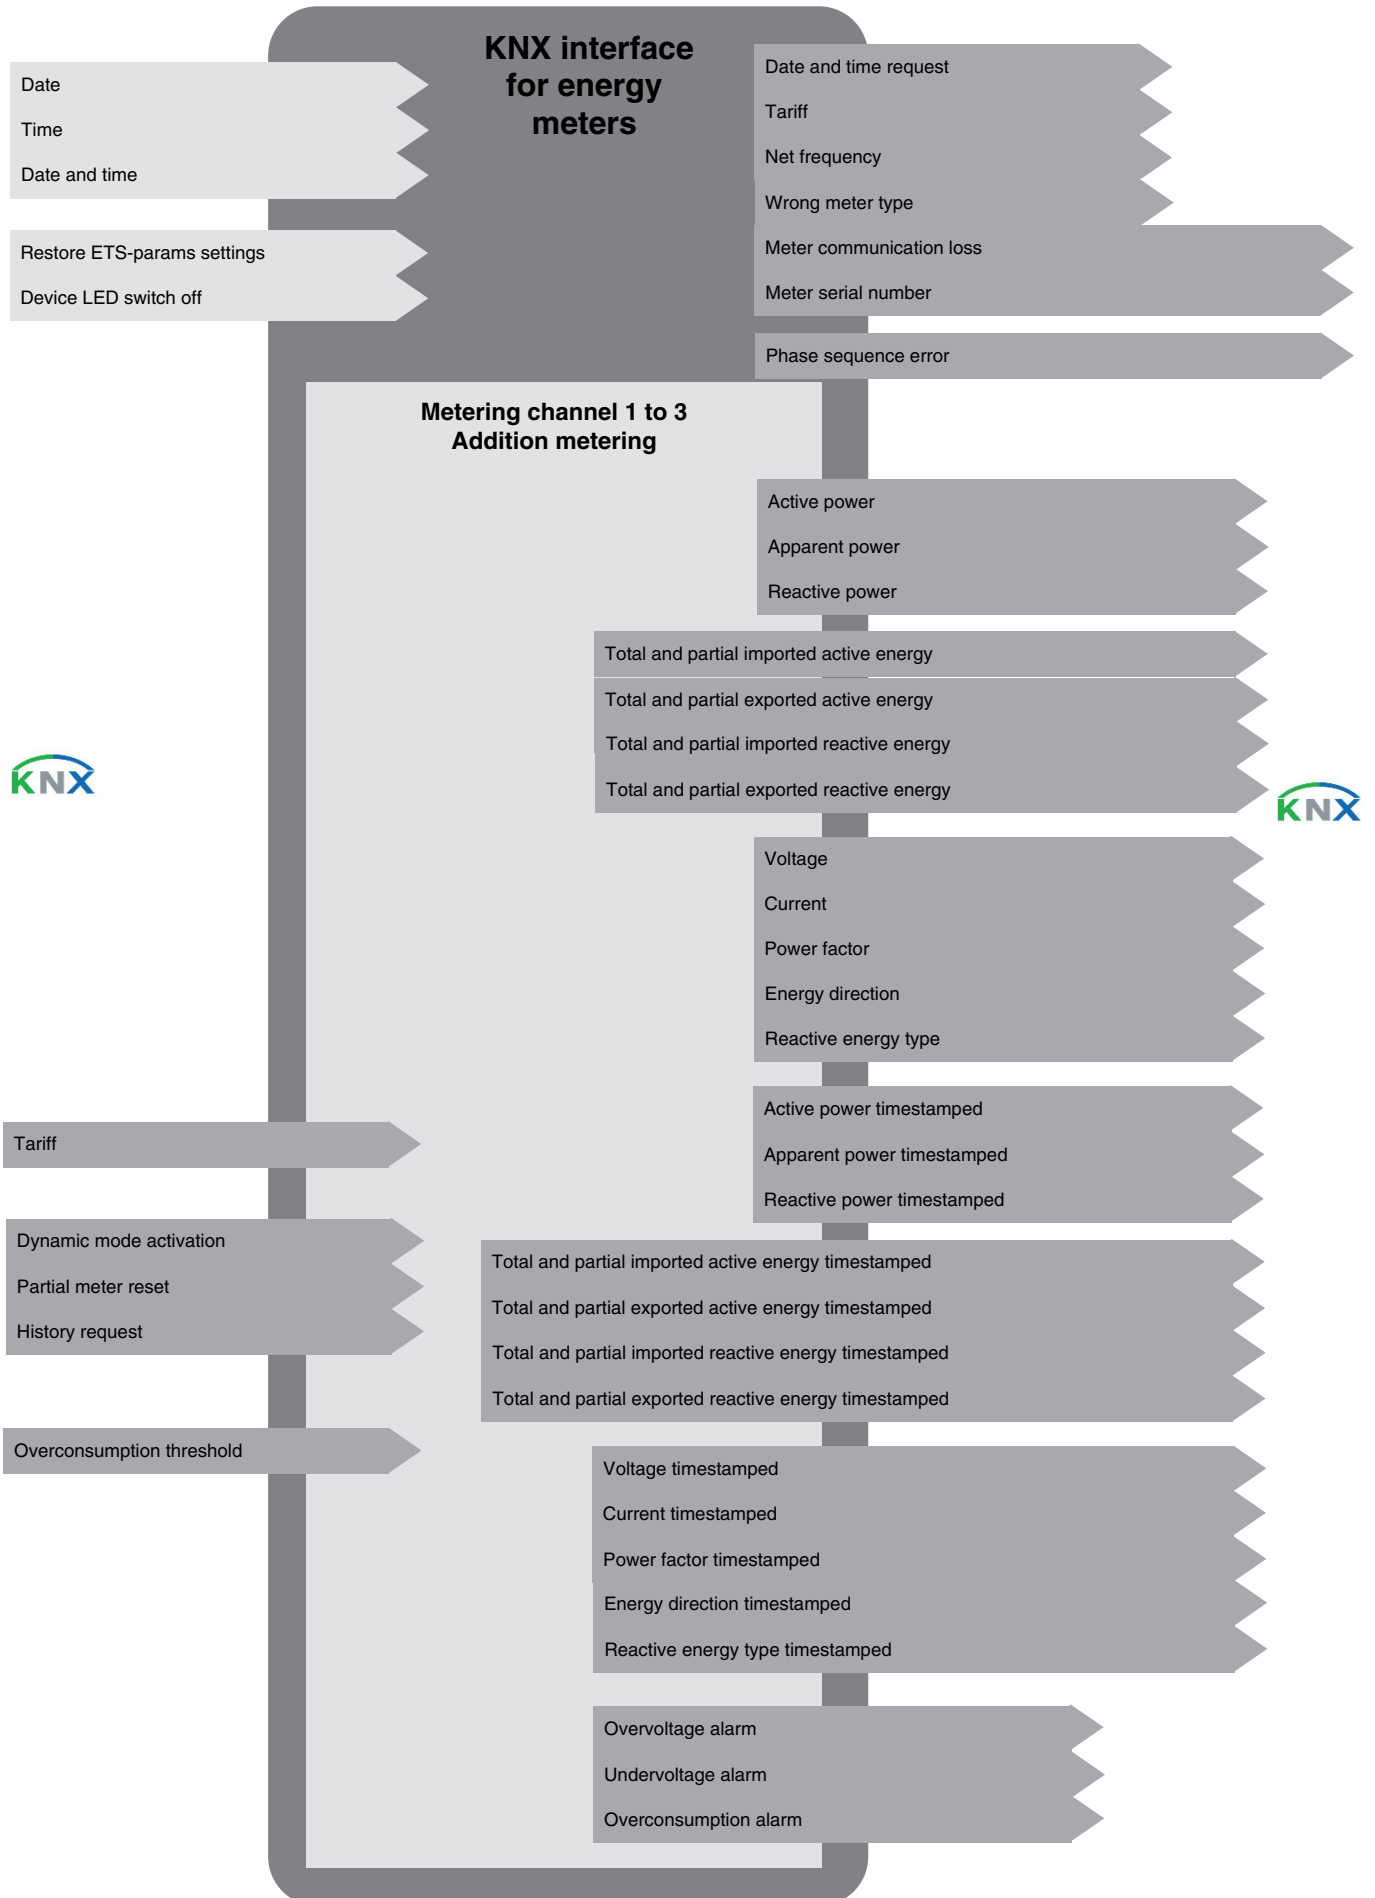 KNX interface
for energy
meters
Date
Time
Date and time
Restore ETS-params settings
Device LED switch off
Date and time request
Tariff
Net frequency
Wrong meter type
Meter communication loss
Meter serial number
Phase sequence error
Metering channel 1 to 3
Addition metering
Active power
Apparent power
Reactive power
Total and partial imported active energy
Total and partial exported active energy
Total and partial imported reactive energy
Total and partial exported reactive energy
KNX
KNX
Voltage
Current
Power factor
Energy direction
Reactive energy type
Tariff
Dynamic mode activation
Partial meter reset
History request
Overconsumption threshold
Active power timestamped
Apparent power timestamped
Reactive power timestamped
Total and partial imported active energy timestamped
Total and partial exported active energy timestamped
Total and partial imported reactive energy timestamped
Total and partial exported reactive energy timestamped
Voltage timestamped
Current timestamped
Power factor timestamped
Energy direction timestamped
Reactive energy type timestamped
Overvoltage alarm
Undervoltage alarm
Overconsumption alarm